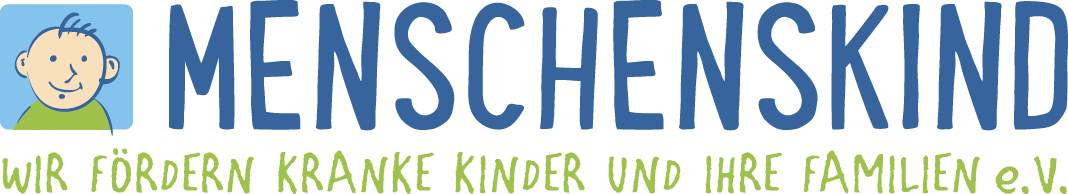 MENSCHENSKIND
WIR FÖRDERN KRANKE KINDER UND IHRE FAMILIEN e.V.